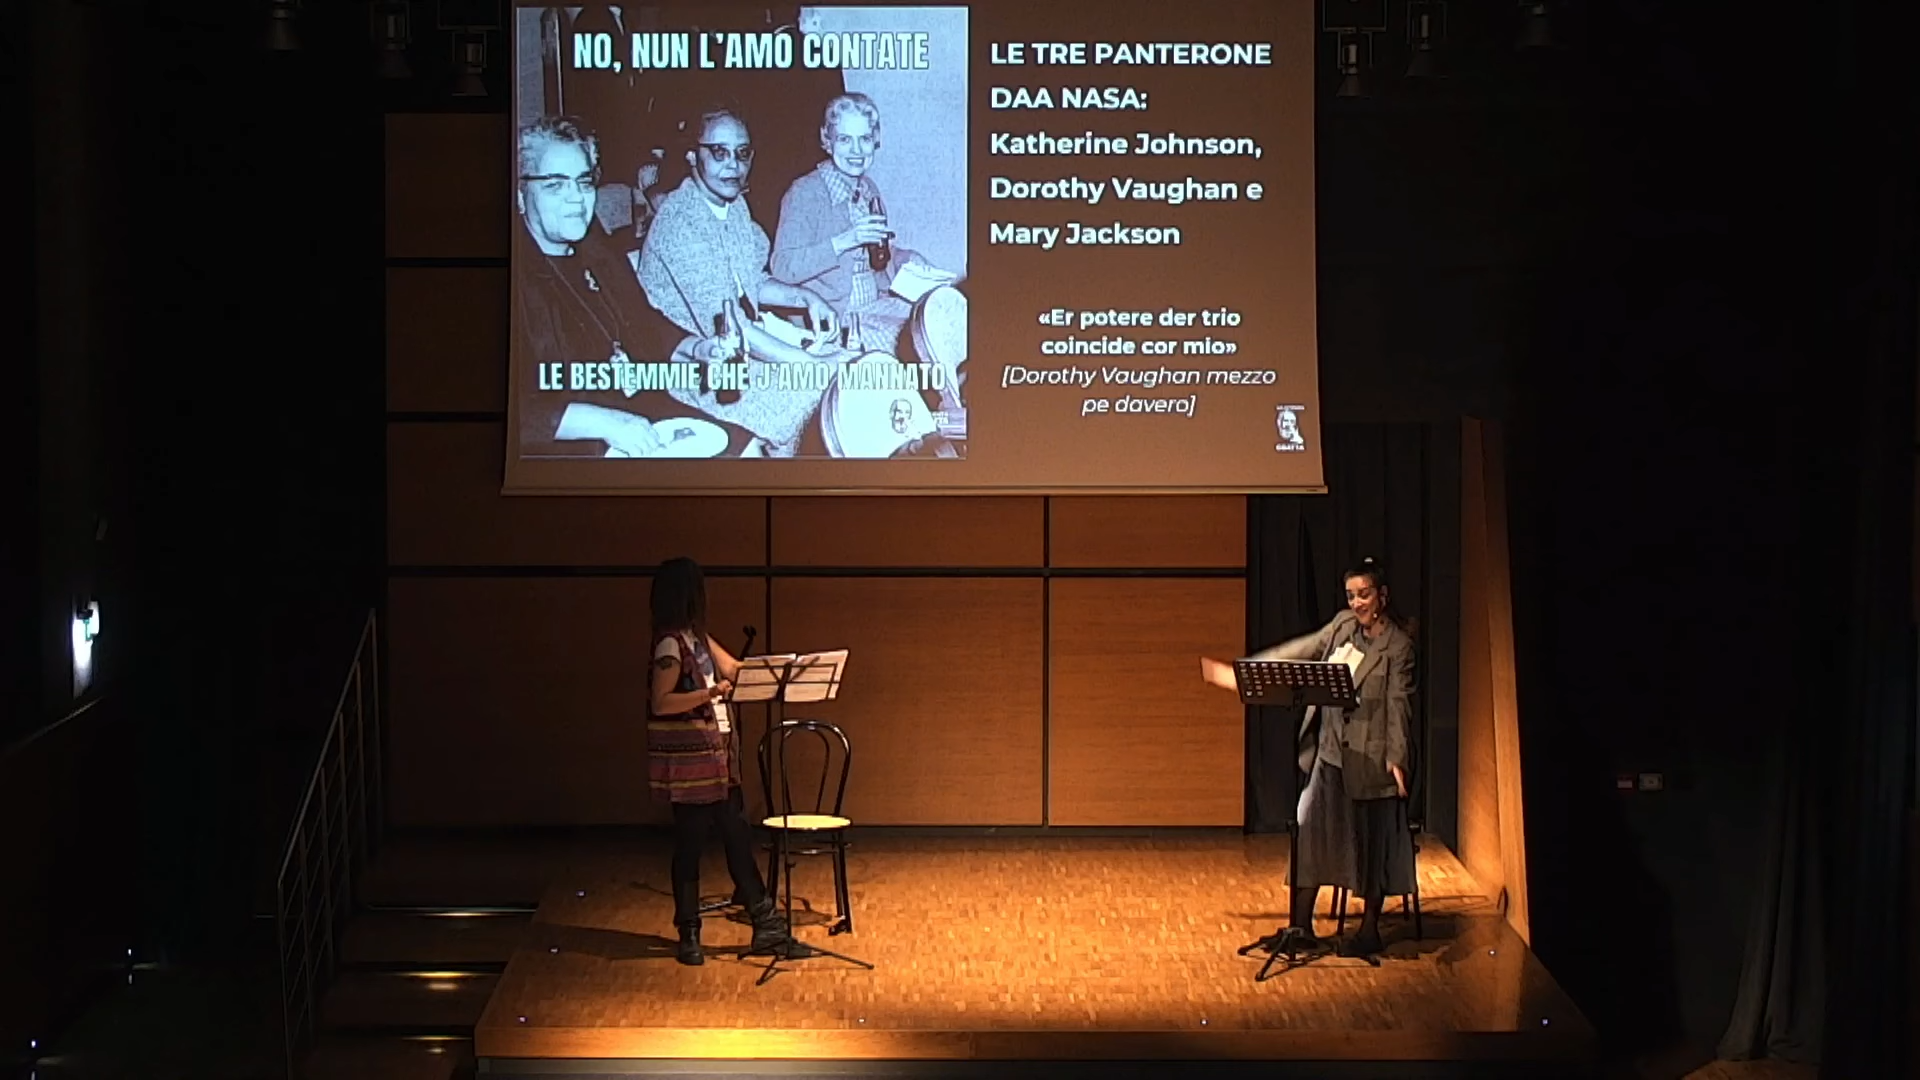 NO, NUN L'AMO CONTATE
LE BESTEMMIE CHE J'AMO MANNATO
LE TRE PANTERONE
DAA NASA:
Katherine Johnson,
Dorothy Vaughan e
Mary Jackson
«Er potere der trio
coincide cor mio»
[Dorothy Vaughan mezzo
pe davero]